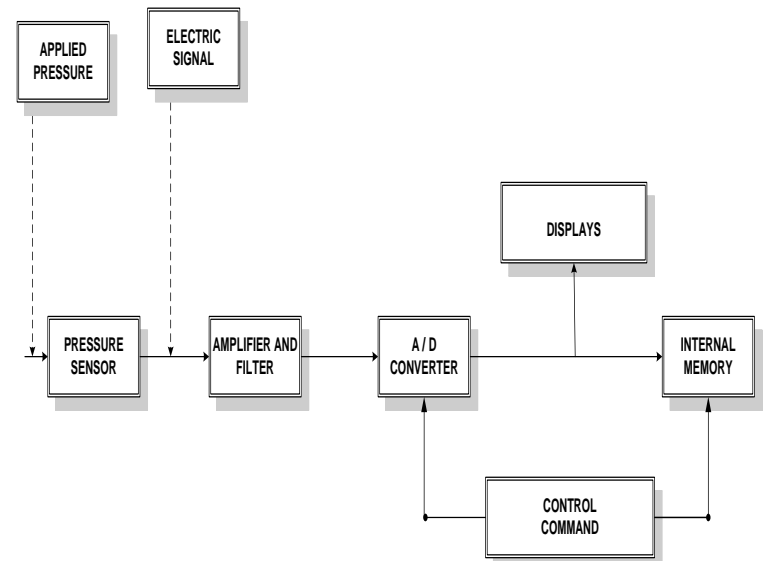 APPLIED
PRESSURE
ELECTRIC
SIGNAL
DISPLAYS
PRESSURE
SENSOR
AMPLIFIER AND
FILTER
A / D
CONVERTER
INTERNAL
MEMORY
CONTROL
COMMAND